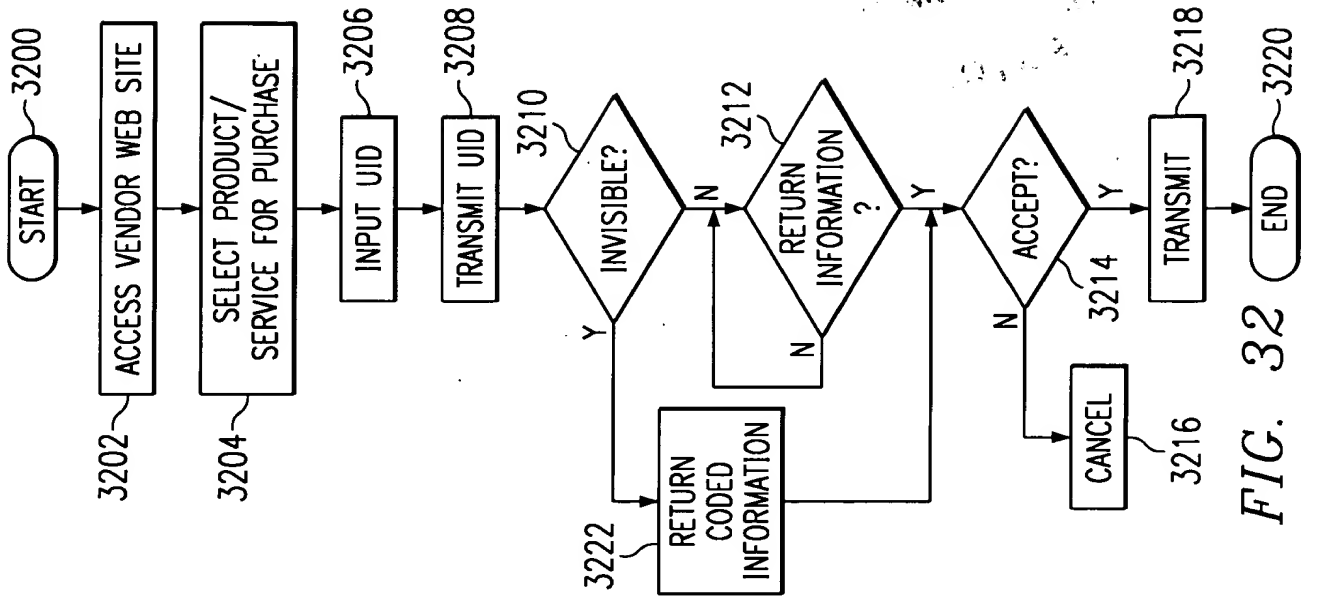 START
3200
ACCESS VENDOR WEB SITE
3202
SELECT PRODUCT/
SERVICE FOR PURCHASE
3204
INPUT UID
3206
TRANSMIT UID
3208
INVISIBLE?
3210
Y
N
RETURN
CODED
INFORMATION
3222
RETURN
INFORMATION
?
3212
N
Y
ACCEPT?
3214
N
Y
CANCEL
3216
TRANSMIT
3218
END
3220
FIG. 32